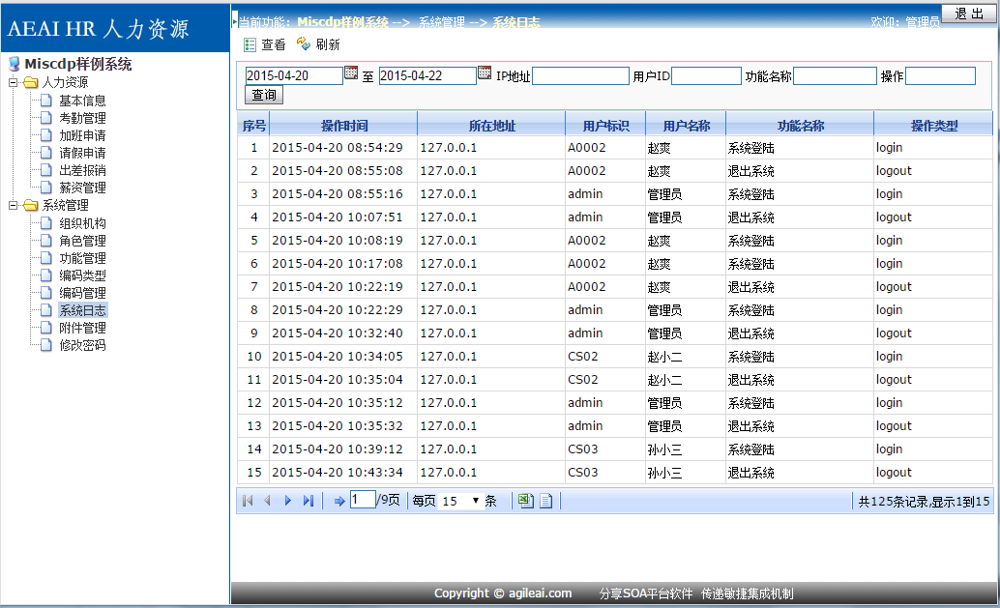 AEAI HR 人力资源
当前功能: Miscdp样例系统 --> 系统管理 --> 系统日志
欢迎: 管理员
退 出
Miscdp样例系统
人力资源
基本信息
考勤管理
加班申请
请假申请
出差报销
薪资管理
系统管理
组织机构
角色管理
功能管理
编码类型
编码管理
系统日志
附件管理
修改密码
查看 刷新
2015-04-20 至 2015-04-22 IP地址 用户ID 功能名称 操作
查询
序号 操作时间 所在地址 用户标识 用户名称 功能名称 操作类型
1 2015-04-20 08:54:29 127.0.0.1 A0002 赵爽 系统登陆 login
2 2015-04-20 08:55:08 127.0.0.1 A0002 赵爽 退出系统 logout
3 2015-04-20 08:55:16 127.0.0.1 admin 管理员 系统登陆 login
4 2015-04-20 10:07:51 127.0.0.1 admin 管理员 退出系统 logout
5 2015-04-20 10:08:19 127.0.0.1 A0002 赵爽 系统登陆 login
6 2015-04-20 10:17:08 127.0.0.1 A0002 赵爽 系统登陆 login
7 2015-04-20 10:22:19 127.0.0.1 A0002 赵爽 退出系统 logout
8 2015-04-20 10:22:29 127.0.0.1 admin 管理员 系统登陆 login
9 2015-04-20 10:32:40 127.0.0.1 admin 管理员 退出系统 logout
10 2015-04-20 10:34:05 127.0.0.1 CS02 赵小二 系统登陆 login
11 2015-04-20 10:35:04 127.0.0.1 CS02 赵小二 退出系统 logout
12 2015-04-20 10:35:12 127.0.0.1 admin 管理员 系统登陆 login
13 2015-04-20 10:35:32 127.0.0.1 admin 管理员 退出系统 logout
14 2015-04-20 10:39:12 127.0.0.1 CS03 孙小三 系统登陆 login
15 2015-04-20 10:43:34 127.0.0.1 CS03 孙小三 退出系统 logout
1 /9页 每页 15 条 共125条记录,显示1到15
Copyright © agileai.com 分享SOA平台软件 传递敏捷集成机制